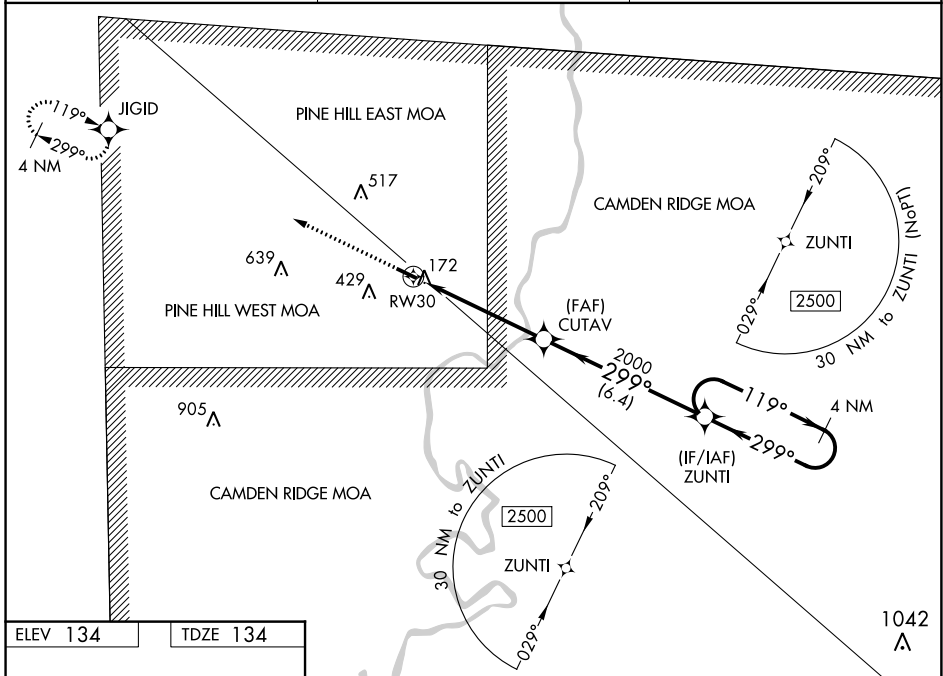 119°
JIGID
299°
4 NM
PINE HILL EAST MOA
517
209°
CAMDEN RIDGE MOA
ZUNTI
2500
029°
30 NM to ZUNTI (NoPT)
172
639
429
RW30
PINE HILL WEST MOA
(FAF)
CUTAV
2000
299°
(6.4)
119°
4 NM
299°
(IF/IAF)
ZUNTI
905
CAMDEN RIDGE MOA
30 NM to ZUNTI
209°
2500
ZUNTI
029°
1042
ELEV 134
TDZE 134